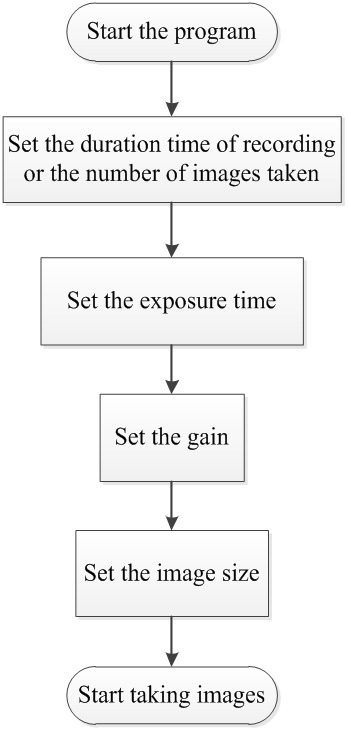 Start the program
Set the duration time of recording
or the number of images taken
Set the exposure time
Set the gain
Set the image size
Start taking images